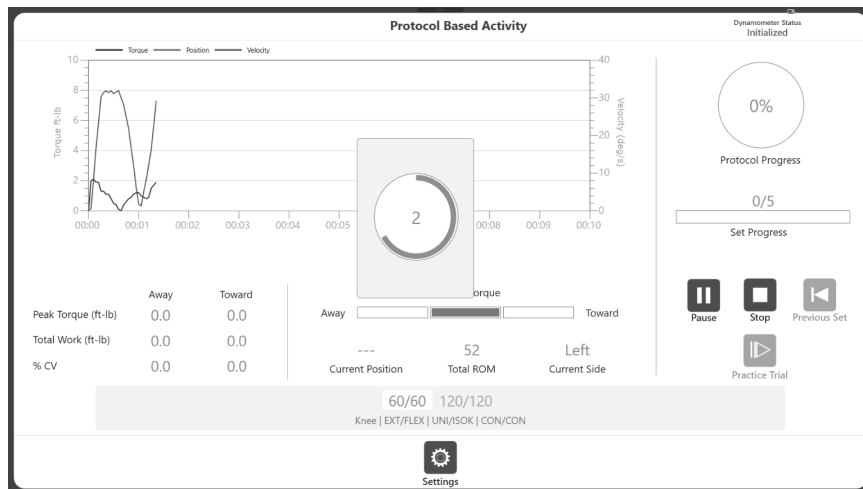 Protocol Based Activity
Dynamometer Status
Initialized
Torque Position Velocity
10
8
6
4
2
0
Torque ft-lb
40
30
20
10
0
Velocity (deg/s)
00:00 00:01 00:02 00:03 00:04 00:05 00:08 00:09 00:10
2
0%
Protocol Progress
0/5
Set Progress
Pause Stop Previous Set
Practice Trial
Away Toward
Peak Torque (ft-lb) 0.0 0.0
Total Work (ft-lb) 0.0 0.0
% CV 0.0 0.0
orque
Away Toward
--- 52 Left
Current Position Total ROM Current Side
60/60 120/120
Knee | EXT/FLEX | UNI/ISOK | CON/CON
Settings